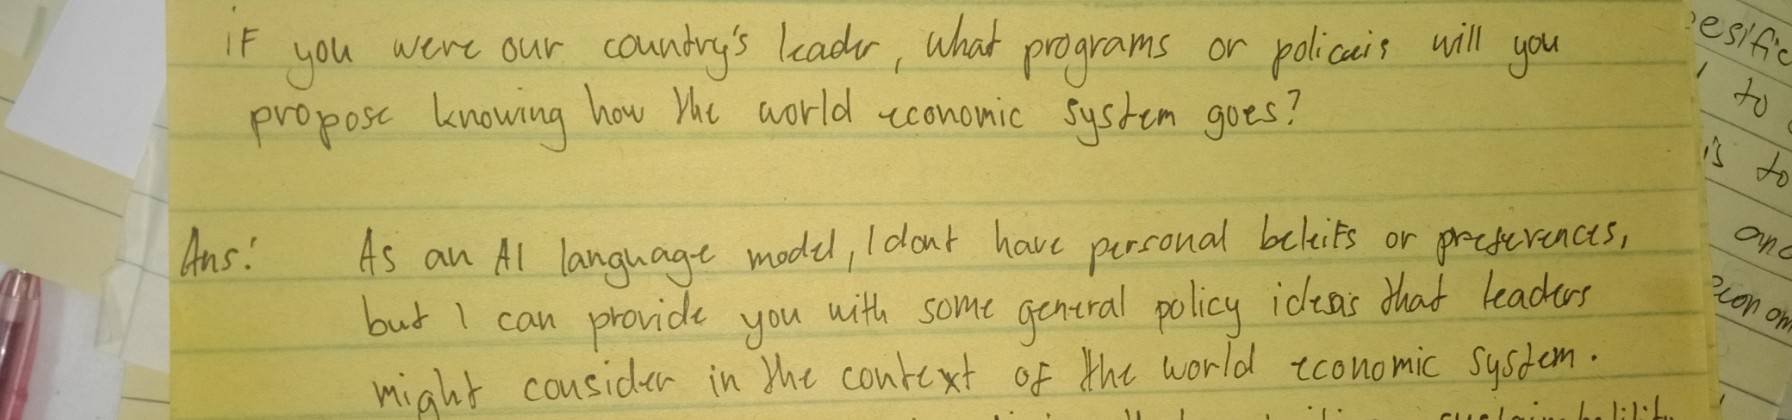 if you were our country's leader, what programs or policies will you
propose knowing how the world economic system goes?
Ans: As an AI language model, I dont have personal beleifs or preferences,
but I can provide you with some general policy ideas that leaders
might consider in the context of the world economic system.
esific
to
is to
and
econom